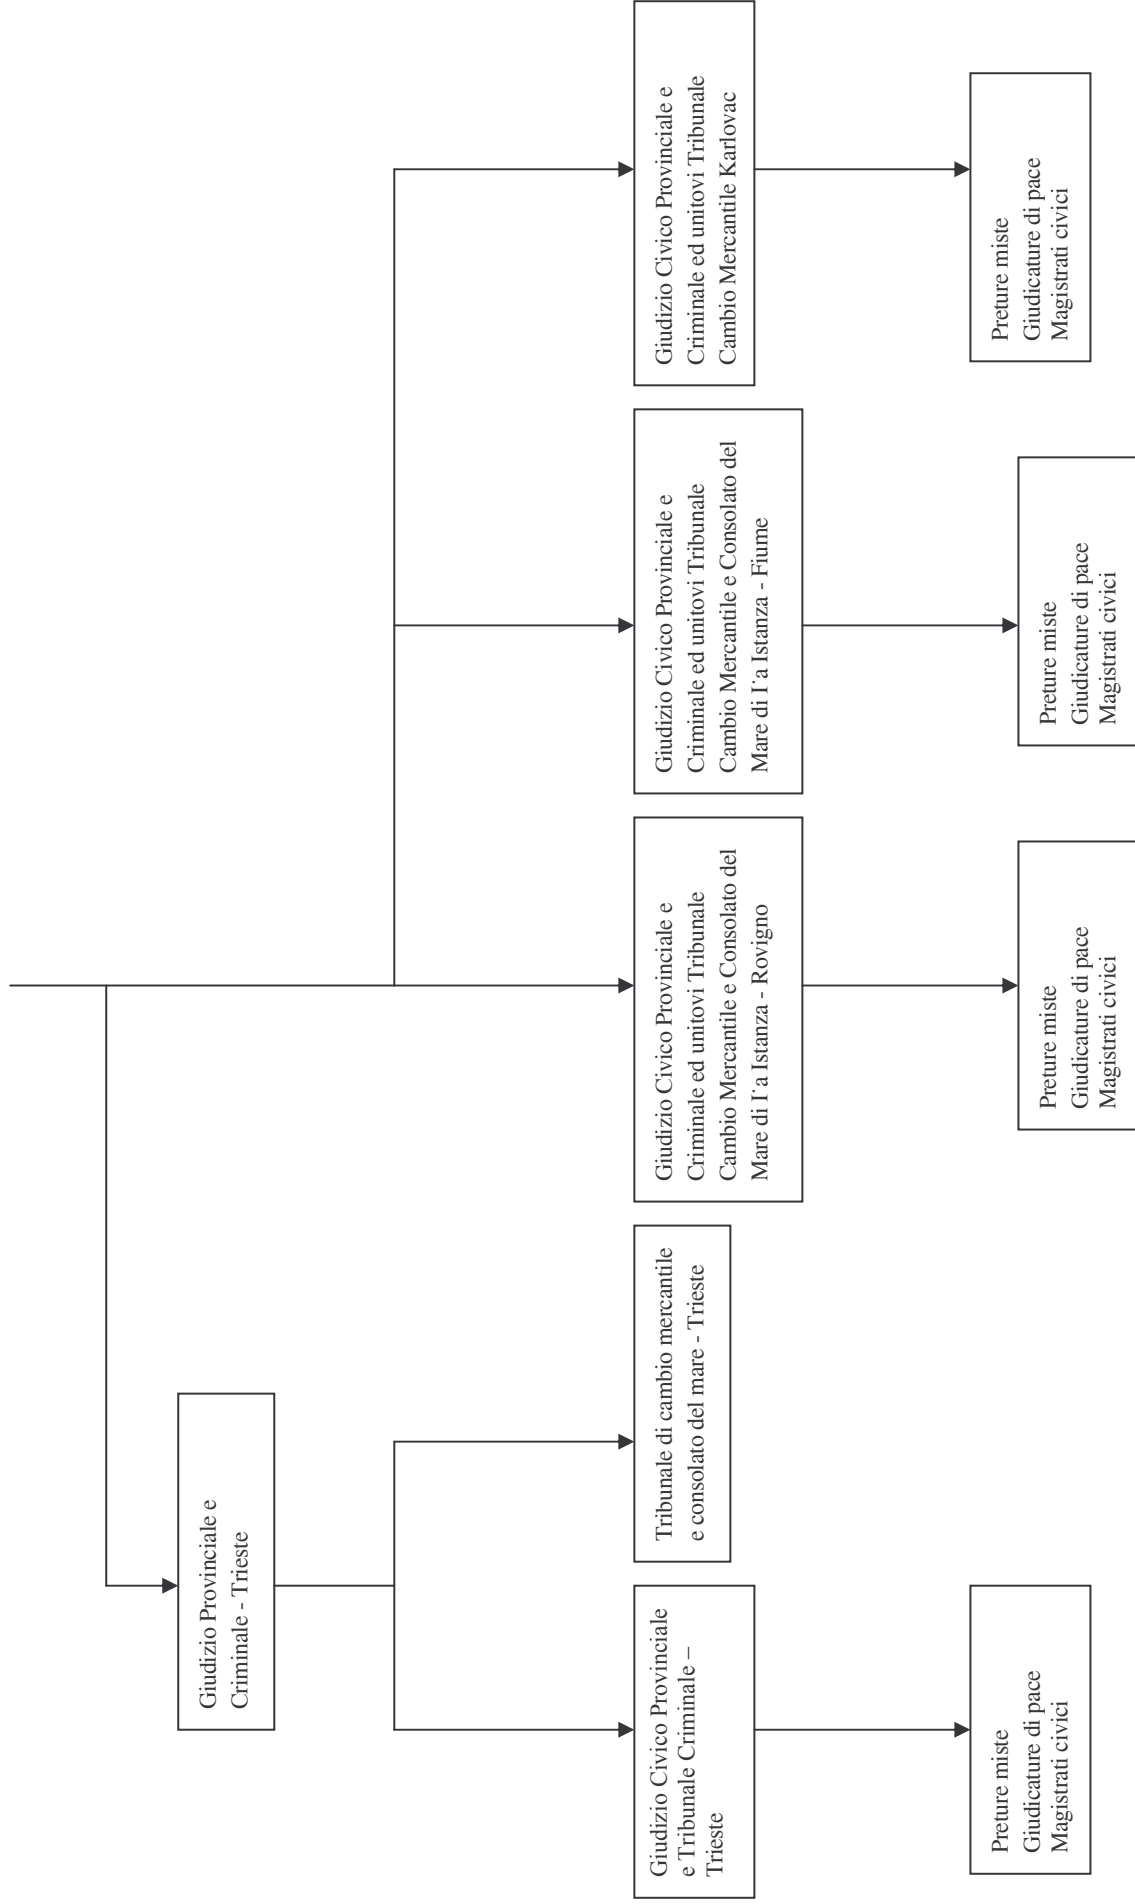 Giudizio Provinciale e
Criminale - Trieste
Giudizio Civico Provinciale
e Tribunale Criminale –
Trieste
Tribunale di cambio mercantile
e consolato del mare - Trieste
Giudizio Civico Provinciale e
Criminale ed unitovi Tribunale
Cambio Mercantile e Consolato del
Mare di I'a Istanza - Rovigno
Giudizio Civico Provinciale e
Criminale ed unitovi Tribunale
Cambio Mercantile e Consolato del
Mare di I'a Istanza - Fiume
Giudizio Civico Provinciale e
Criminale ed unitovi Tribunale
Cambio Mercantile Karlovac
Preture miste
Giudicature di pace
Magistrati civici
Preture miste
Giudicature di pace
Magistrati civici
Preture miste
Giudicature di pace
Magistrati civici
Preture miste
Giudicature di pace
Magistrati civici